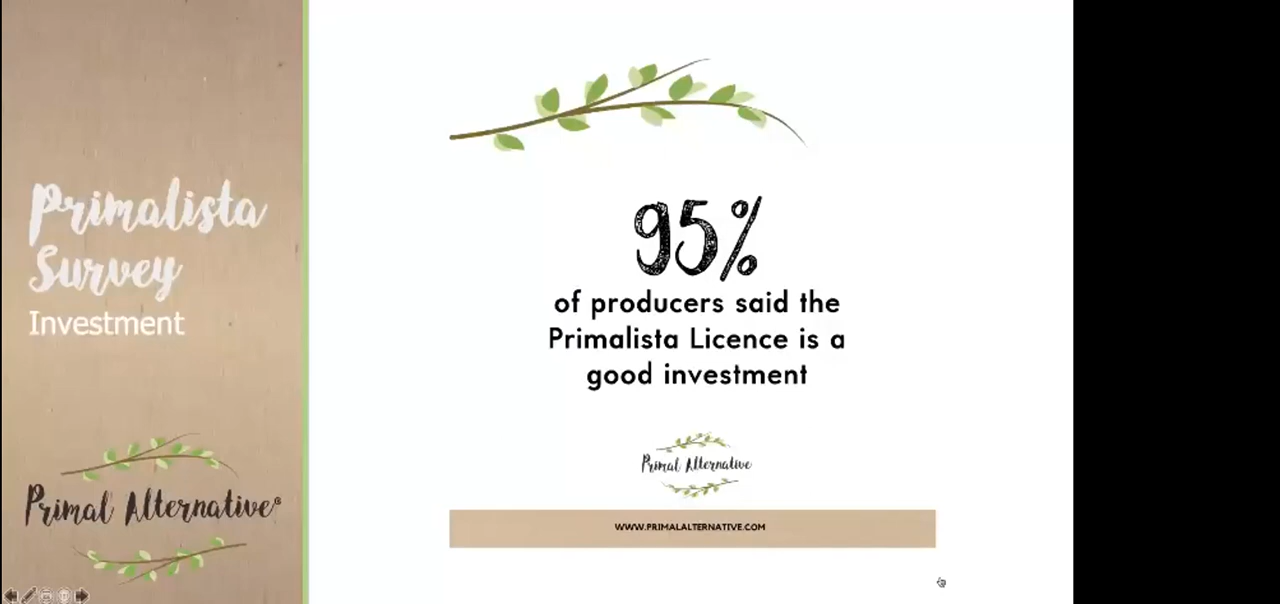 Primalista
Survey
Investment
Primal Alternative®
95%
of producers said the
Primalista Licence is a
good investment
Primal Alternative
WWW.PRIMALALTERNATIVE.COM